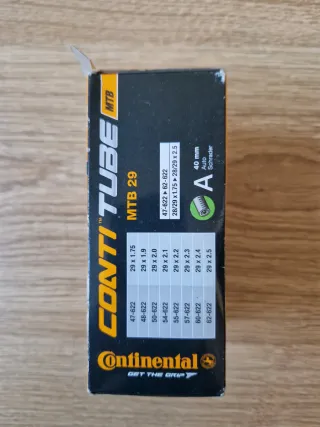 CONTI™TUBE MTB
MTB 29
47-622 ▸ 62-622
28/29 x 1.75 ▸ 28/29 x 2.5
A
40 mm
Auto
Schrader
47-622 29 x 1.75
48-622 29 x 1.9
50-622 29 x 2.0
54-622 29 x 2.1
55-622 29 x 2.2
57-622 29 x 2.3
60-622 29 x 2.4
62-622 29 x 2.5
Continental
GET THE GRIP